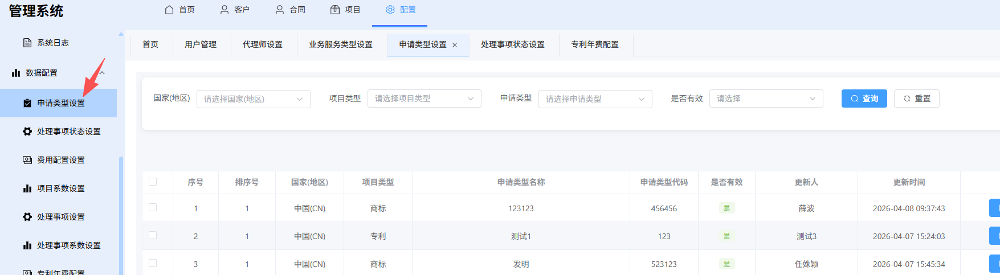 管理系统
首页 客户 合同 项目 配置
系统日志
数据配置
申请类型设置
处理事项状态设置
费用配置设置
项目系数设置
处理事项设置
处理事项系数设置
专利年费配置
首页 用户管理 代理师设置 业务服务类型设置 申请类型设置 处理事项状态设置 专利年费配置
国家(地区) 请选择国家(地区) 项目类型 请选择项目类型 申请类型 请选择申请类型 是否有效 请选择 查询 重置
序号 排序号 国家(地区) 项目类型 申请类型名称 申请类型代码 是否有效 更新人 更新时间
1 1 中国(CN) 商标 123123 456456 是 薛波 2026-04-08 09:37:43
2 1 中国(CN) 专利 测试1 123 是 测试3 2026-04-07 15:24:03
3 1 中国(CN) 商标 发明 523123 是 任姝颖 2026-04-07 15:45:34